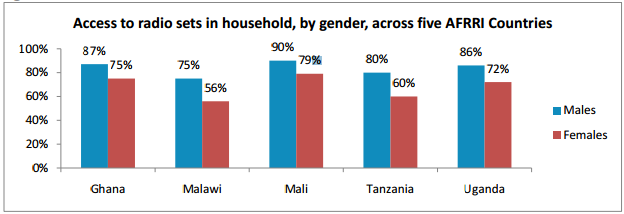 Access to radio sets in household, by gender, across five AFRRI Countries
100%
80%
60%
40%
20%
0%
87%
75%
75%
56%
90%
79%
80%
60%
86%
72%
Ghana
Malawi
Mali
Tanzania
Uganda
Males
Females